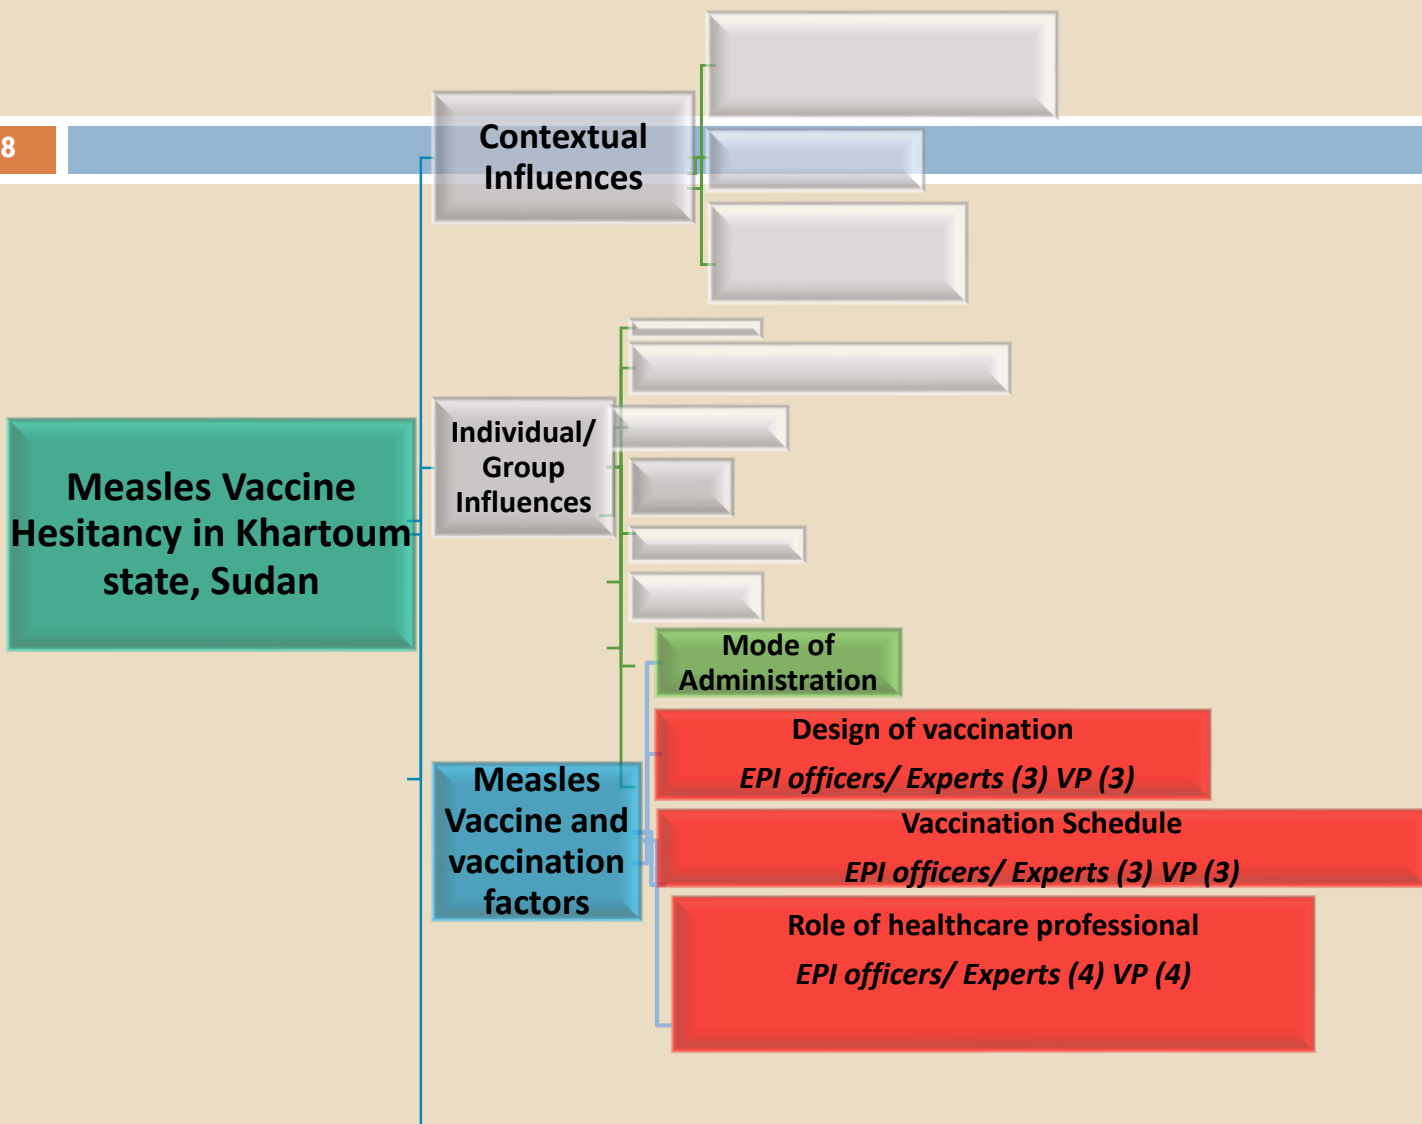 8
Contextual
Influences
Individual/
Group
Influences
Measles Vaccine
Hesitancy in Khartoum
state, Sudan
Mode of
Administration
Design of vaccination
EPI officers/ Experts (3) VP (3)
Measles
Vaccine and
vaccination
factors
Vaccination Schedule
EPI officers/ Experts (3) VP (3)
Role of healthcare professional
EPI officers/ Experts (4) VP (4)